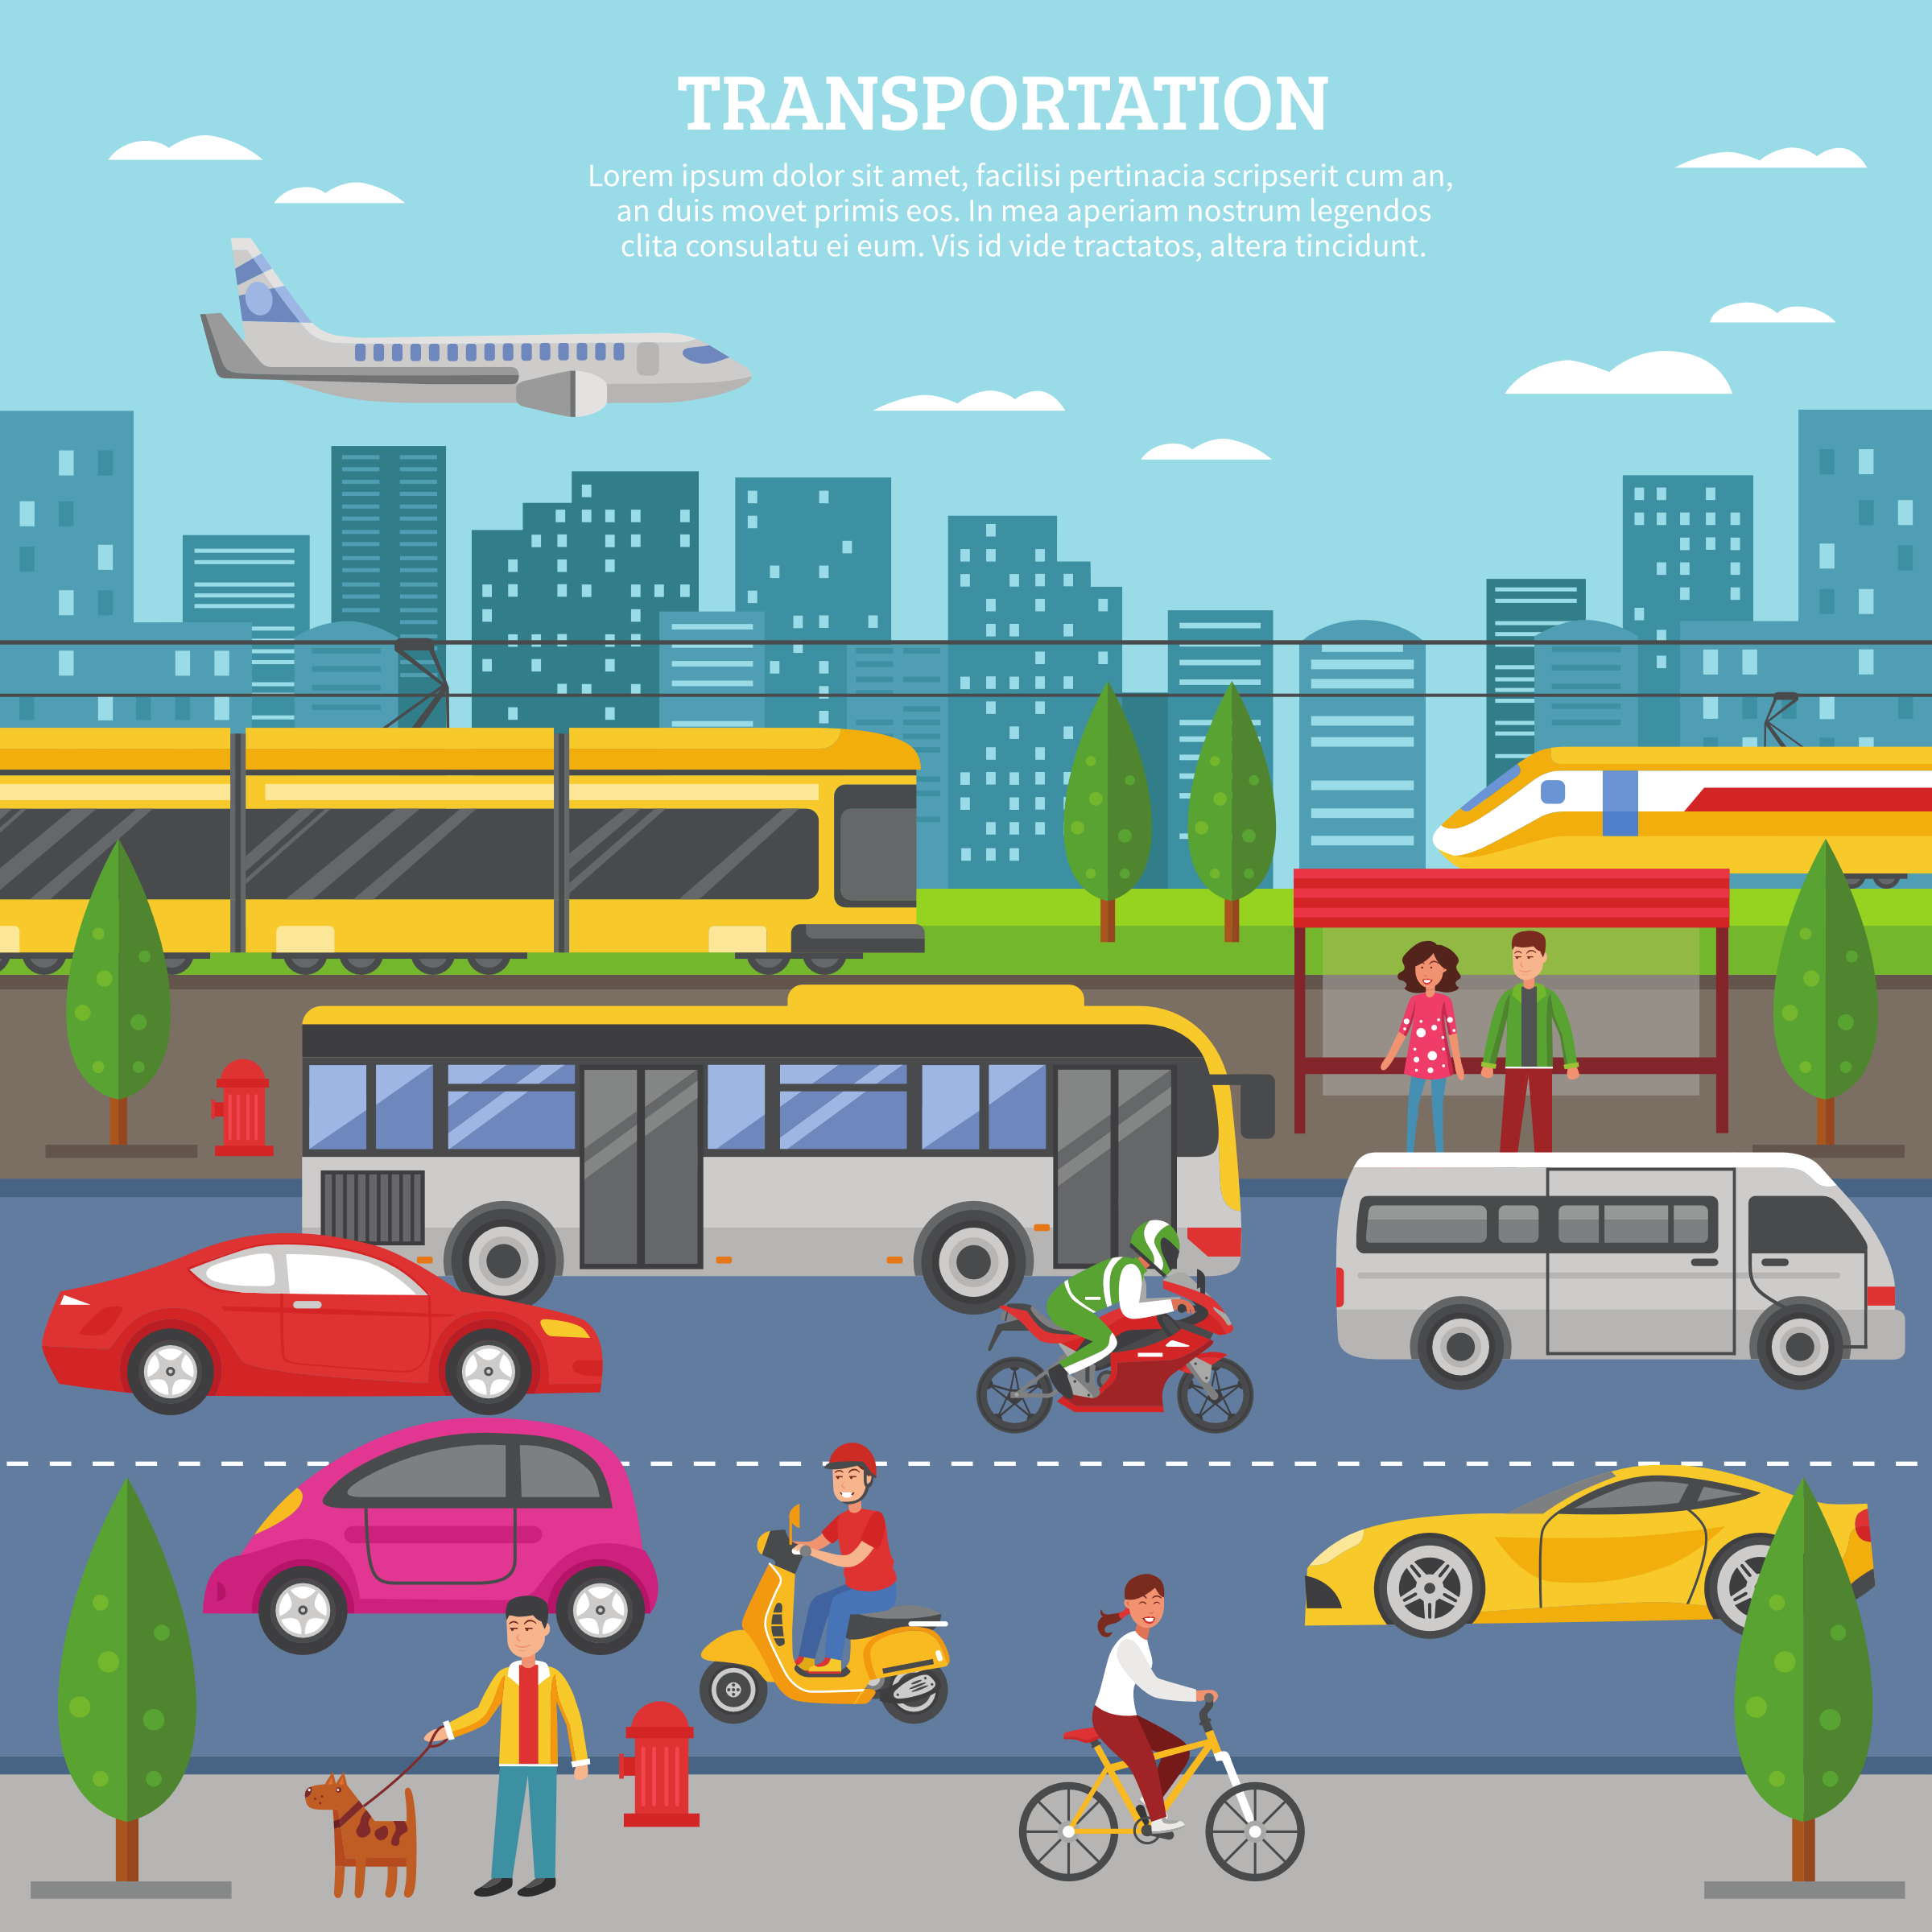 TRANSPORTATION
Lorem ipsum dolor sit amet, facilisi pertinacia scripserit cum an,
an duis movet primis eos. In mea aperiam nostrum legendos
clita consulatu ei eum. Vis id vide tractatos, altera tincidunt.